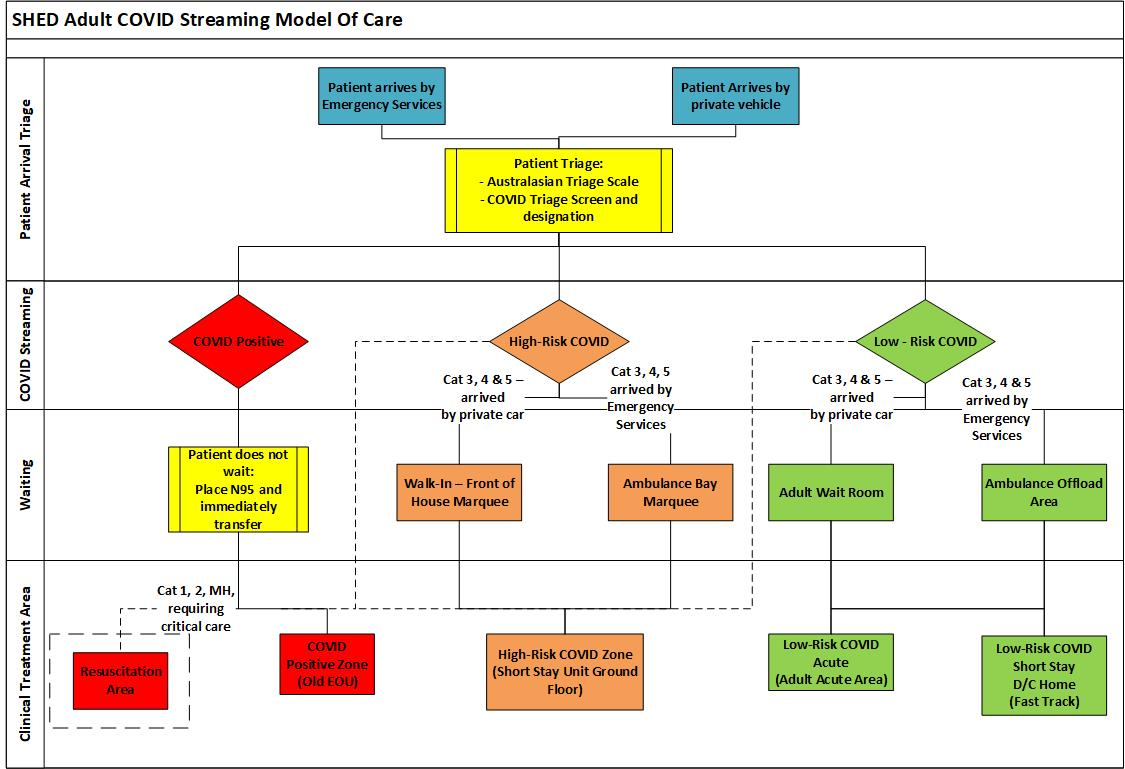 SHED Adult COVID Streaming Model Of Care
Patient Arrival Triage
Patient arrives by
Emergency Services
Patient Arrives by
private vehicle
Patient Triage:
- Australasian Triage Scale
- COVID Triage Screen and
designation
COVID Streaming
COVID Positive
High-Risk COVID
Low - Risk COVID
Cat 3, 4 & 5 –
arrived
by private car
Cat 3, 4, 5
arrived by
Emergency
Services
Cat 3, 4 & 5 –
arrived
by private car
Cat 3, 4 & 5
arrived by
Emergency
Services
Waiting
Patient does not
wait:
Place N95 and
immediately
transfer
Walk-In – Front of
House Marquee
Ambulance Bay
Marquee
Adult Wait Room
Ambulance Offload
Area
Clinical Treatment Area
Cat 1, 2, MH,
requiring
critical care
Resuscitation
Area
COVID
Positive Zone
(Old EOU)
High-Risk COVID Zone
(Short Stay Unit Ground
Floor)
Low-Risk COVID
Acute
(Adult Acute Area)
Low-Risk COVID
Short Stay
D/C Home
(Fast Track)